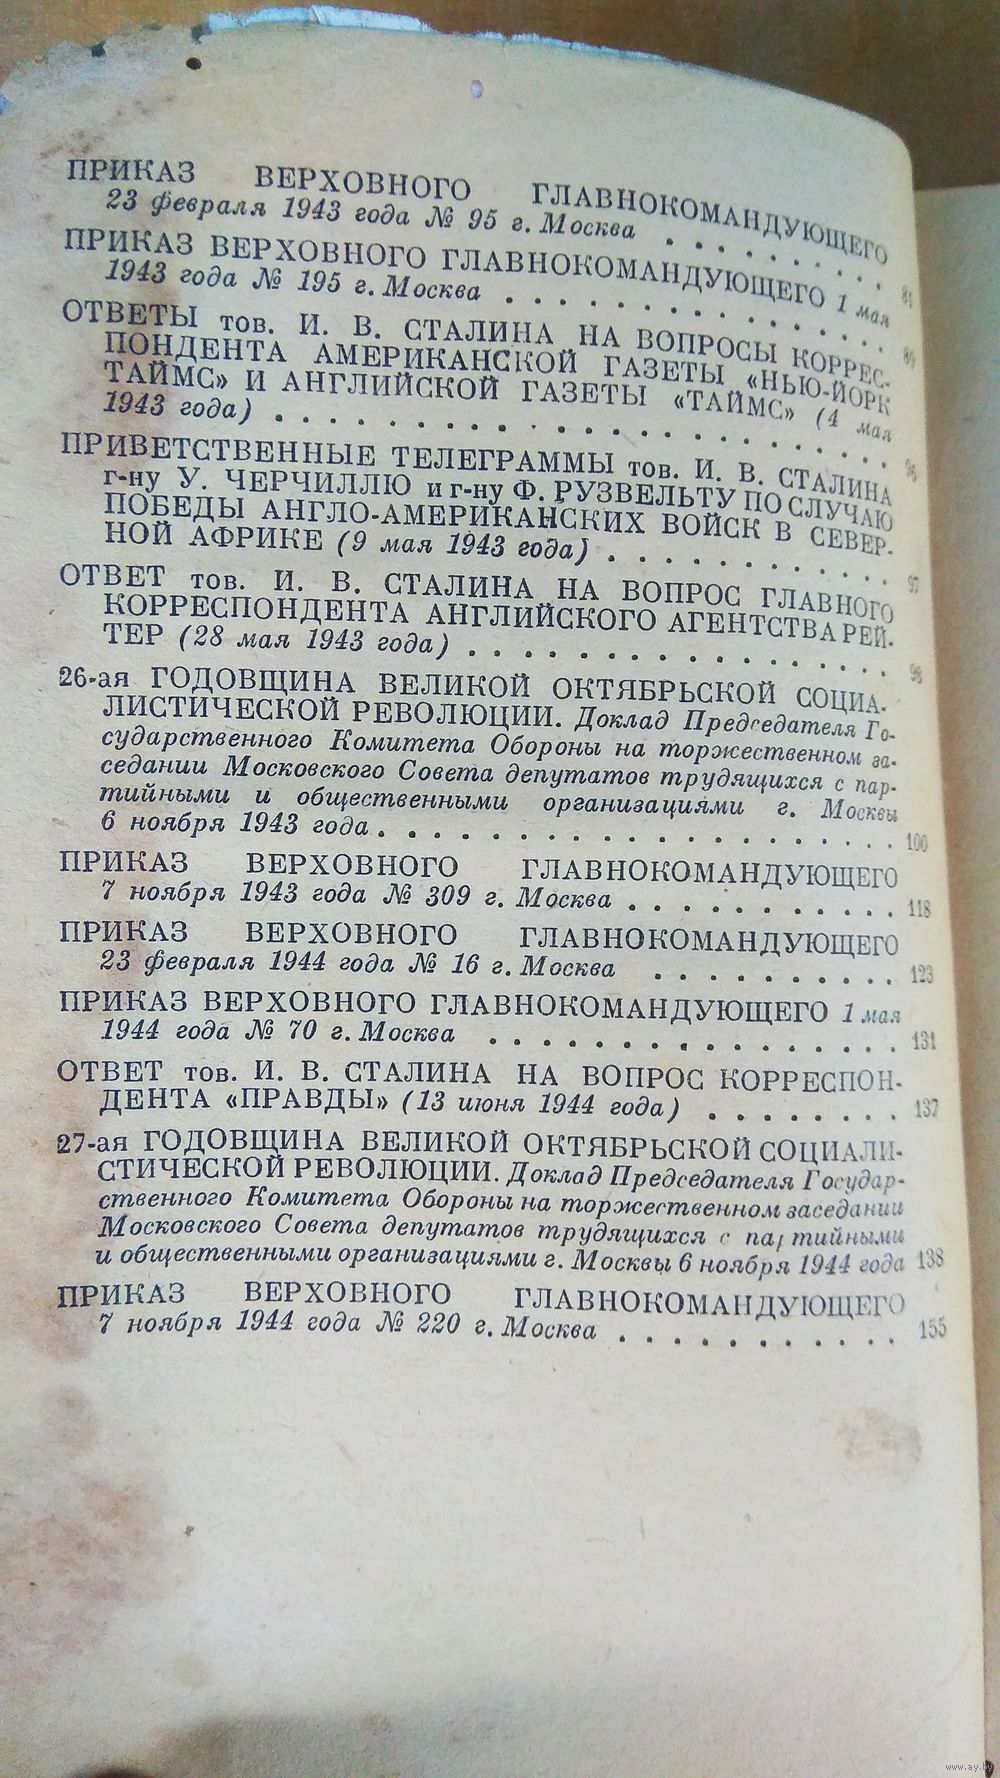 ПРИКАЗ ВЕРХОВНОГО ГЛАВНОКОМАНДУЮЩЕГО
23 февраля 1943 года № 95 г. Москва . . . . . . . . . .
ПРИКАЗ ВЕРХОВНОГО ГЛАВНОКОМАНДУЮЩЕГО 1 мая
1943 года № 195 г. Москва . . . . . . . . . . . . . . 89
ОТВЕТЫ тов. И. В. СТАЛИНА НА ВОПРОСЫ КОРРЕС-
ПОНДЕНТА АМЕРИКАНСКОЙ ГАЗЕТЫ «НЬЮ-ЙОРК
ТАЙМС» И АНГЛИЙСКОЙ ГАЗЕТЫ «ТАЙМС» (4 мая
1943 года) . . . . . . . . . . . . . . . . . . . . . . 96
ПРИВЕТСТВЕННЫЕ ТЕЛЕГРАММЫ тов. И. В. СТАЛИНА
г-ну У. ЧЕРЧИЛЛЮ и г-ну Ф. РУЗВЕЛЬТУ ПО СЛУЧАЮ
ПОБЕДЫ АНГЛО-АМЕРИКАНСКИХ ВОЙСК В СЕВЕР-
НОЙ АФРИКЕ (9 мая 1943 года) . . . . . . . . . . . 97
ОТВЕТ тов. И. В. СТАЛИНА НА ВОПРОС ГЛАВНОГО
КОРРЕСПОНДЕНТА АНГЛИЙСКОГО АГЕНТСТВА РЕЙ-
ТЕР (28 мая 1943 года) . . . . . . . . . . . . . . . . 98
26-ая ГОДОВЩИНА ВЕЛИКОЙ ОКТЯБРЬСКОЙ СОЦИА-
ЛИСТИЧЕСКОЙ РЕВОЛЮЦИИ. Доклад Председателя Го-
сударственного Комитета Обороны на торжественном за-
седании Московского Совета депутатов трудящихся с пар-
тийными и общественными организациями г. Москвы
6 ноября 1943 года . . . . . . . . . . . . . . . . . . . 100
ПРИКАЗ ВЕРХОВНОГО ГЛАВНОКОМАНДУЮЩЕГО
7 ноября 1943 года № 309 г. Москва . . . . . . . . . . . 118
ПРИКАЗ ВЕРХОВНОГО ГЛАВНОКОМАНДУЮЩЕГО
23 февраля 1944 года № 16 г. Москва . . . . . . . . . . 123
ПРИКАЗ ВЕРХОВНОГО ГЛАВНОКОМАНДУЮЩЕГО 1 мая
1944 года № 70 г. Москва . . . . . . . . . . . . . . . . 131
ОТВЕТ тов. И. В. СТАЛИНА НА ВОПРОС КОРРЕСПОН-
ДЕНТА «ПРАВДЫ» (13 июня 1944 года) . . . . . . . . 137
27-ая ГОДОВЩИНА ВЕЛИКОЙ ОКТЯБРЬСКОЙ СОЦИАЛИ-
СТИЧЕСКОЙ РЕВОЛЮЦИИ. Доклад Председателя Государ-
ственного Комитета Обороны на торжественном заседании
Московского Совета депутатов трудящихся с партийными
и общественными организациями г. Москвы 6 ноября 1944 года 138
ПРИКАЗ ВЕРХОВНОГО ГЛАВНОКОМАНДУЮЩЕГО
7 ноября 1944 года № 220 г. Москва . . . . . . . . . . . 155
www.ay.by